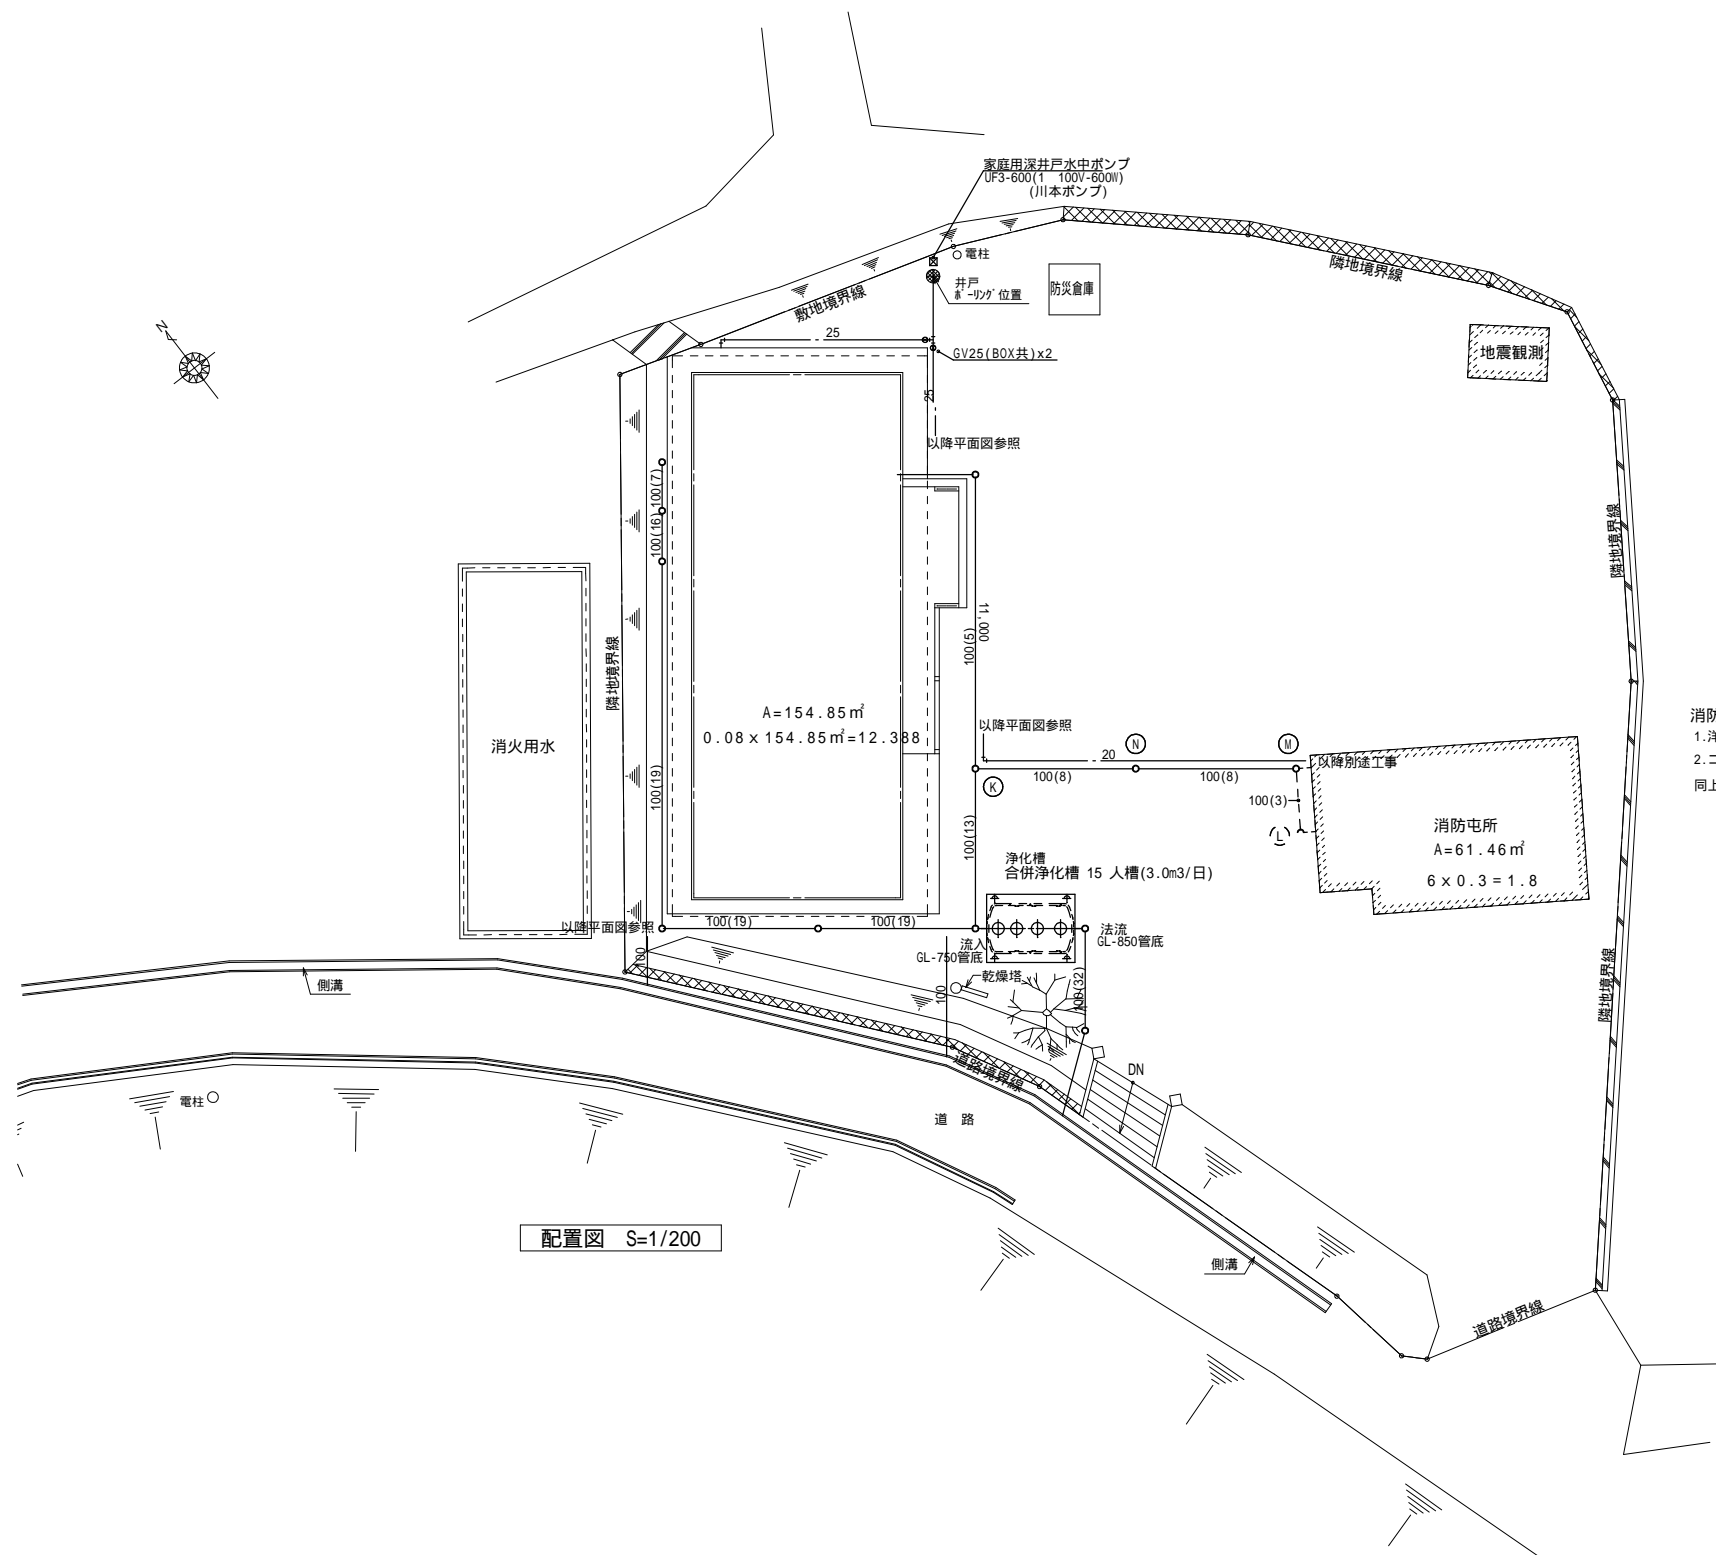 家庭用深井戸水中ポンプ
UF3-600(1 100V-600W)
(川本ポンプ)
電柱
井戸
ボーリング位置
防災倉庫
隣地境界線
敷地境界線
地震観測
N
25
GV25(BOX共)x2
25
以降平面図参照
100(7)
100(16)
隣地境界線
11,000
100(5)
隣地境界線
A=154.85㎡
0.08x154.85㎡=12.388
消火用水
以降平面図参照
N
M
20
以降別途工事
100(8)
100(8)
K
100(3)
L
100(19)
100(13)
消防屯所
A=61.46㎡
6x0.3=1.8
消防
1.洋
2.ニ
同上
浄化槽
合併浄化槽 15 人槽(3.0m3/日)
以降平面図参照
100(19)
100(19)
流入
GL-750管底
法流
GL-850管底
100
100
乾燥塔
100(32)
隣地境界線
側溝
道路境界線
DN
電柱
道 路
配置図 S=1/200
側溝
道路境界線